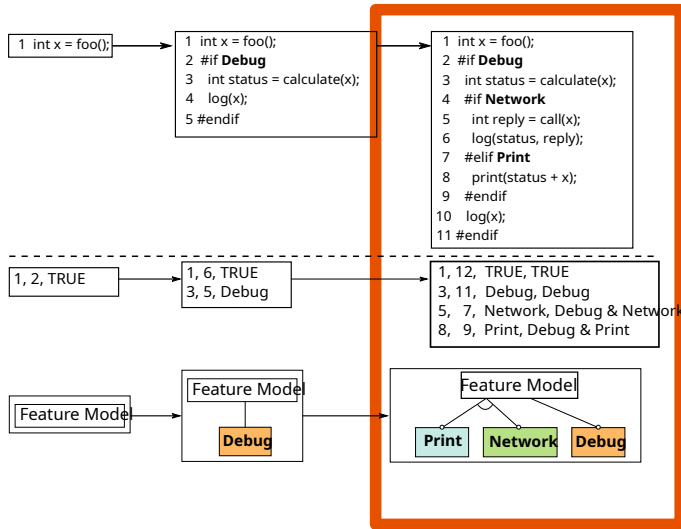 1 int x = foo();
1 int x = foo();
2 #if Debug
3 int status = calculate(x);
4 log(x);
5 #endif
1 int x = foo();
2 #if Debug
3 int status = calculate(x);
4 #if Network
5 int reply = call(x);
6 log(status, reply);
7 #elif Print
8 print(status + x);
9 #endif
10 log(x);
11 #endif
1, 2, TRUE
1, 6, TRUE
3, 5, Debug
1, 12, TRUE, TRUE
3, 11, Debug, Debug
5, 7, Network, Debug & Network
8, 9, Print, Debug & Print
Feature Model
Feature Model
Debug
Feature Model
Print
Network
Debug